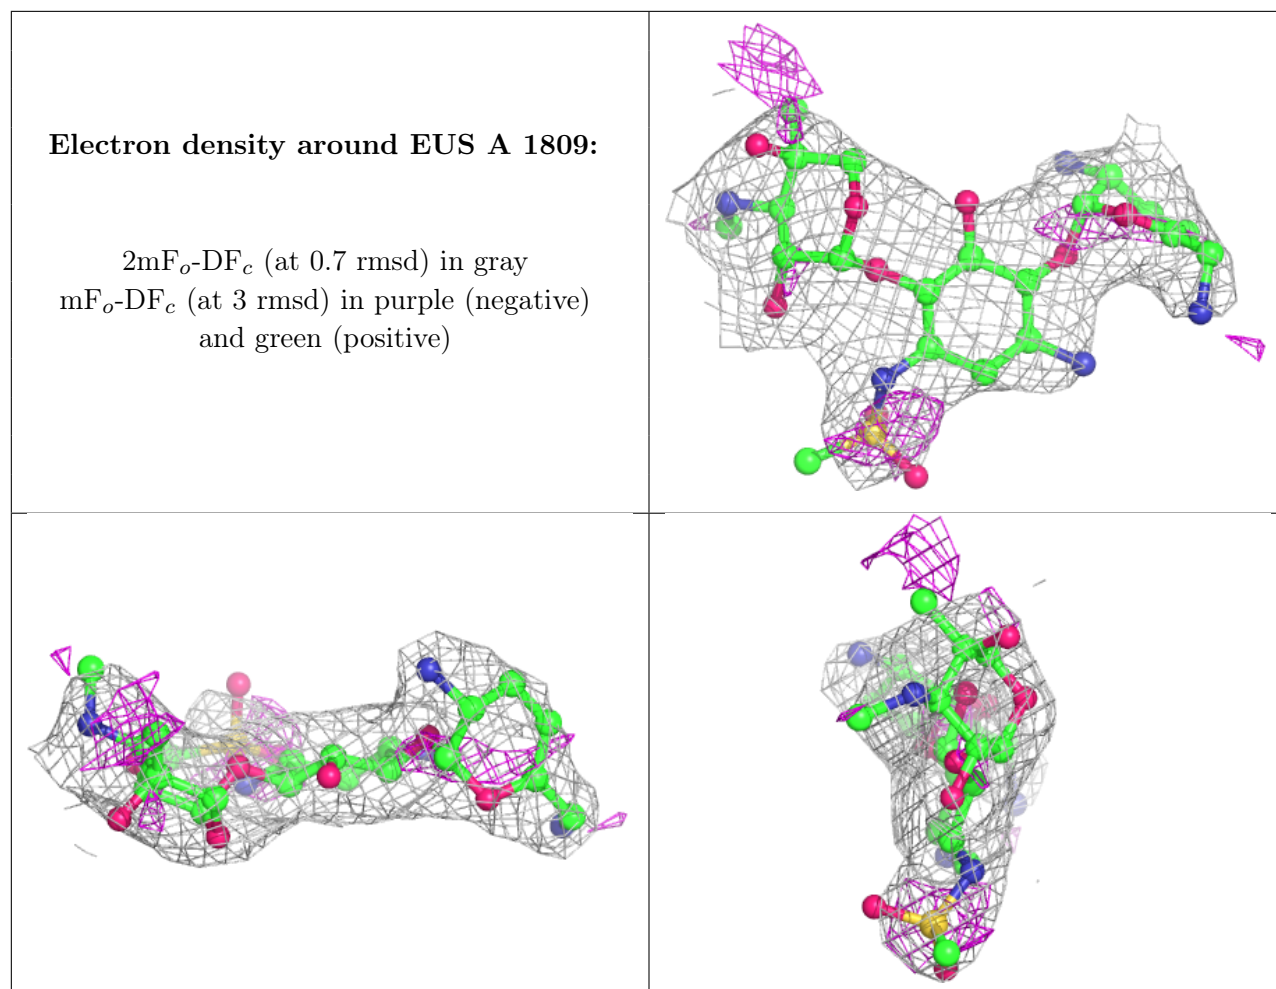 Electron density around EUS A 1809:
2mFₒ-DF𝒸 (at 0.7 rmsd) in gray
mFₒ-DF𝒸 (at 3 rmsd) in purple (negative)
and green (positive)